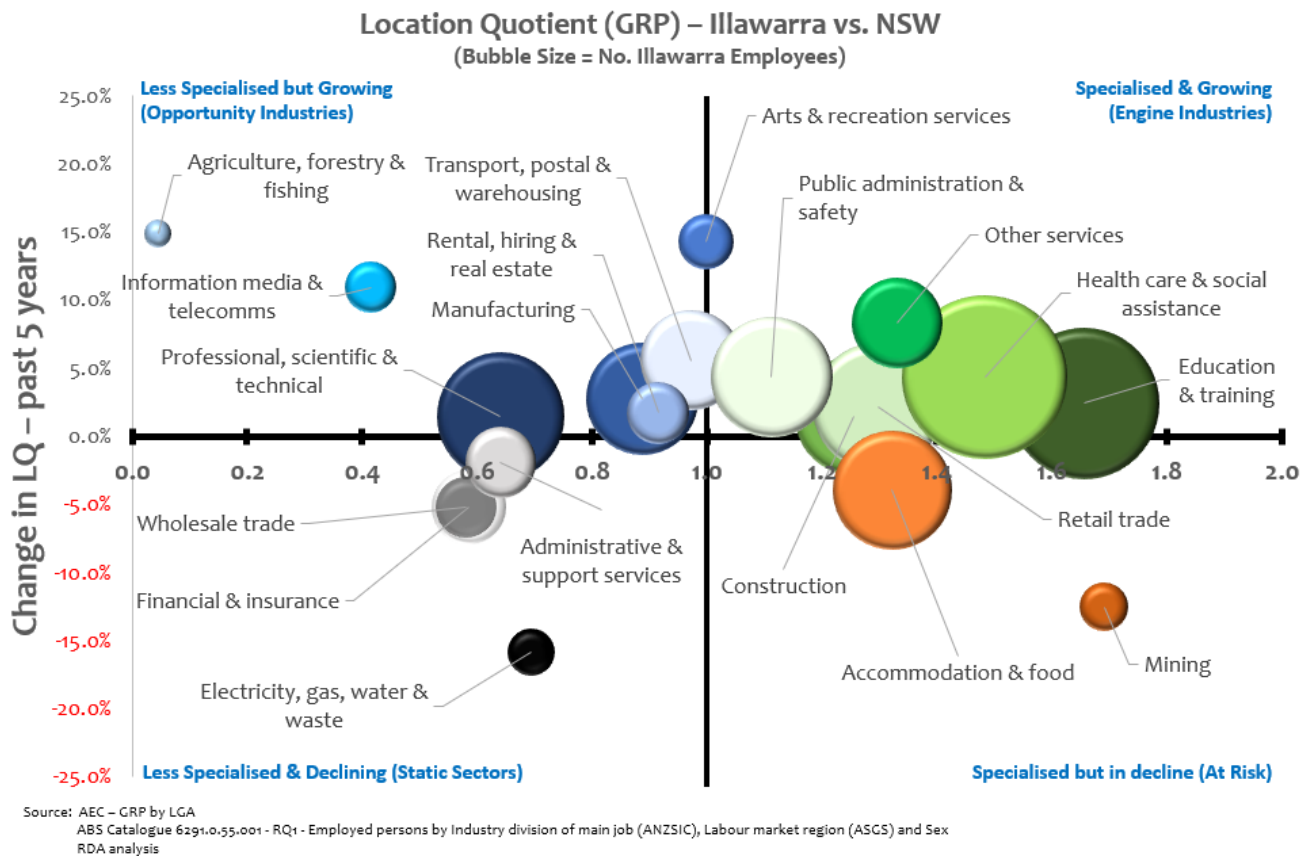 Location Quotient (GRP) – Illawarra vs. NSW
(Bubble Size = No. Illawarra Employees)
Less Specialised but Growing
(Opportunity Industries)
Specialised & Growing
(Engine Industries)
Change in LQ – past 5 years
25.0%
20.0%
15.0%
10.0%
5.0%
0.0%
-5.0%
-10.0%
-15.0%
-20.0%
-25.0%
0.0
0.2
0.4
0.6
0.8
1.0
1.2
1.4
1.6
1.8
2.0
Arts & recreation services
Agriculture, forestry &
fishing
Transport, postal &
warehousing
Public administration &
safety
Rental, hiring &
real estate
Other services
Information media &
telecomms
Manufacturing
Health care & social
assistance
Professional, scientific &
technical
Education
& training
Wholesale trade
Administrative &
support services
Retail trade
Financial & insurance
Construction
Accommodation & food
Mining
Electricity, gas, water &
waste
Less Specialised & Declining (Static Sectors)
Specialised but in decline (At Risk)
Source: AEC – GRP by LGA
ABS Catalogue 6291.0.55.001 - RQ1 - Employed persons by Industry division of main job (ANZSIC), Labour market region (ASGS) and Sex
RDA analysis